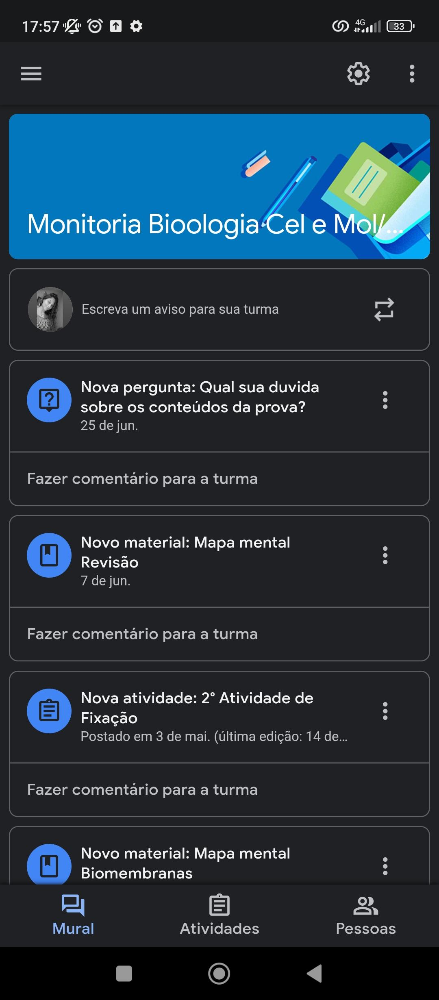 17:57
4G
33
Monitoria Bioologia Cel e Mol/...
Escreva um aviso para sua turma
Nova pergunta: Qual sua duvida
sobre os conteúdos da prova?
25 de jun.
Fazer comentário para a turma
Novo material: Mapa mental
Revisão
7 de jun.
Fazer comentário para a turma
Nova atividade: 2° Atividade de
Fixação
Postado em 3 de mai. (última edição: 14 de...
Fazer comentário para a turma
Novo material: Mapa mental
Biomembranas
Mural
Atividades
Pessoas